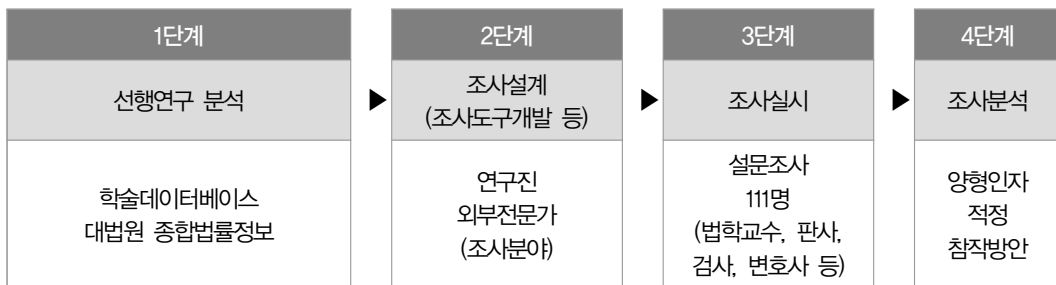 1단계
선행연구 분석
학술데이터베이스
대법원 종합법률정보
▶
2단계
조사설계
(조사도구개발 등)
연구진
외부전문가
(조사분야)
▶
3단계
조사실시
설문조사
111명
(법학교수, 판사,
검사, 변호사 등)
▶
4단계
조사분석
양형인자
적정
참작방안